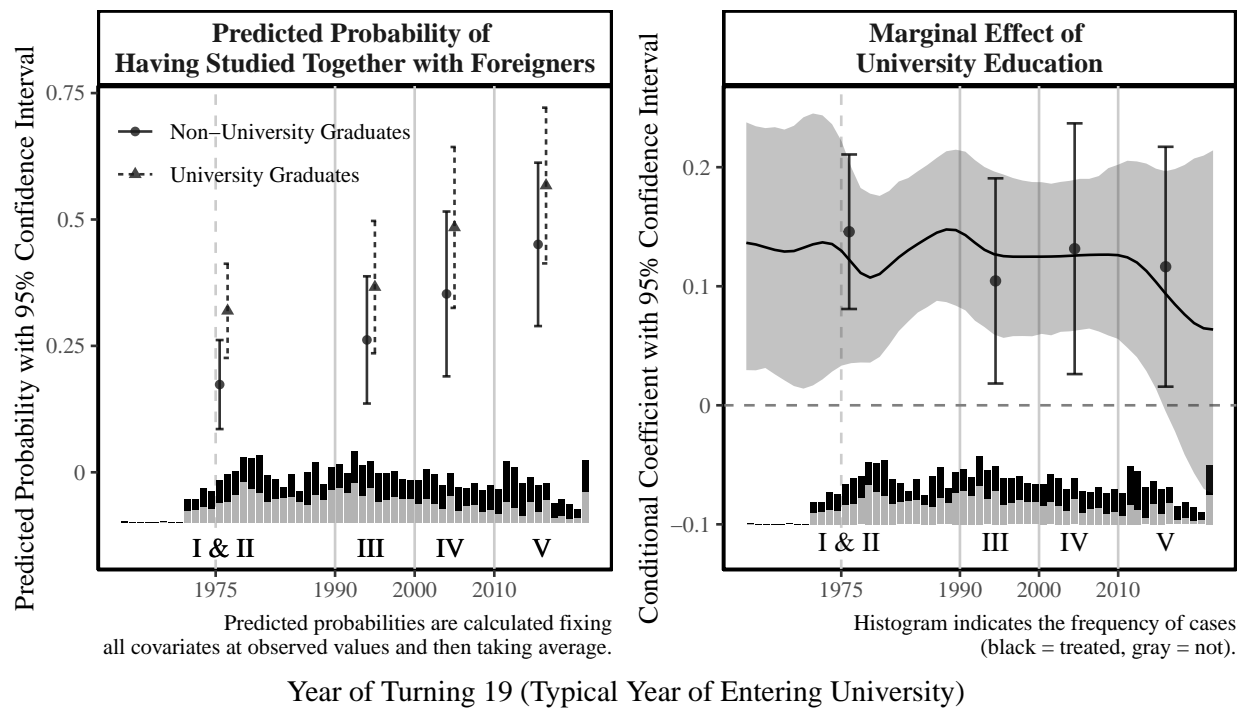 Predicted Probability of
Having Studied Together with Foreigners
Predicted Probability with 95% Confidence Interval
0.75
0.5
0.25
0
Non−University Graduates
University Graduates
I & II
III
IV
V
1975
1990
2000
2010
Predicted probabilities are calculated fixing
all covariates at observed values and then taking average.
Marginal Effect of
University Education
Conditional Coefficient with 95% Confidence Interval
0.2
0.1
0
−0.1
I & II
III
IV
V
1975
1990
2000
2010
Histogram indicates the frequency of cases
(black = treated, gray = not).
Year of Turning 19 (Typical Year of Entering University)